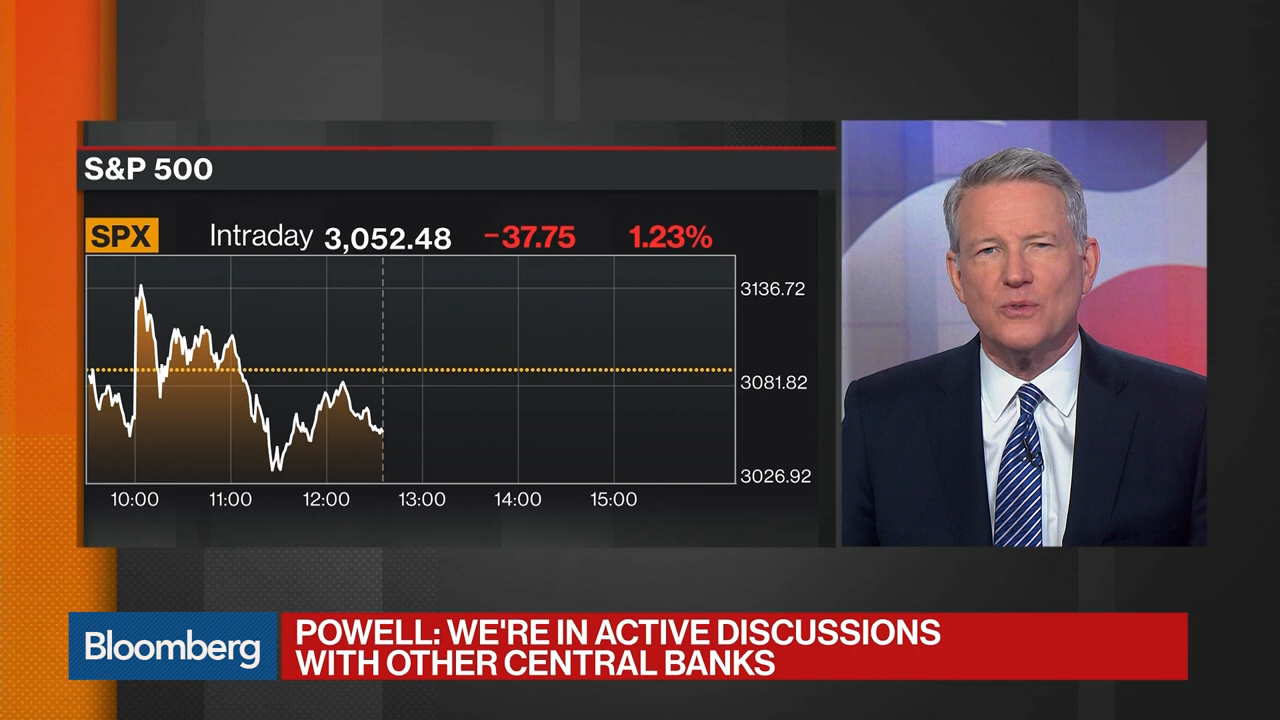 S&P 500
SPX Intraday 3,052.48 −37.75 1.23%
3136.72
3081.82
3026.92
10:00 11:00 12:00 13:00 14:00 15:00
Bloomberg
POWELL: WE'RE IN ACTIVE DISCUSSIONS
WITH OTHER CENTRAL BANKS